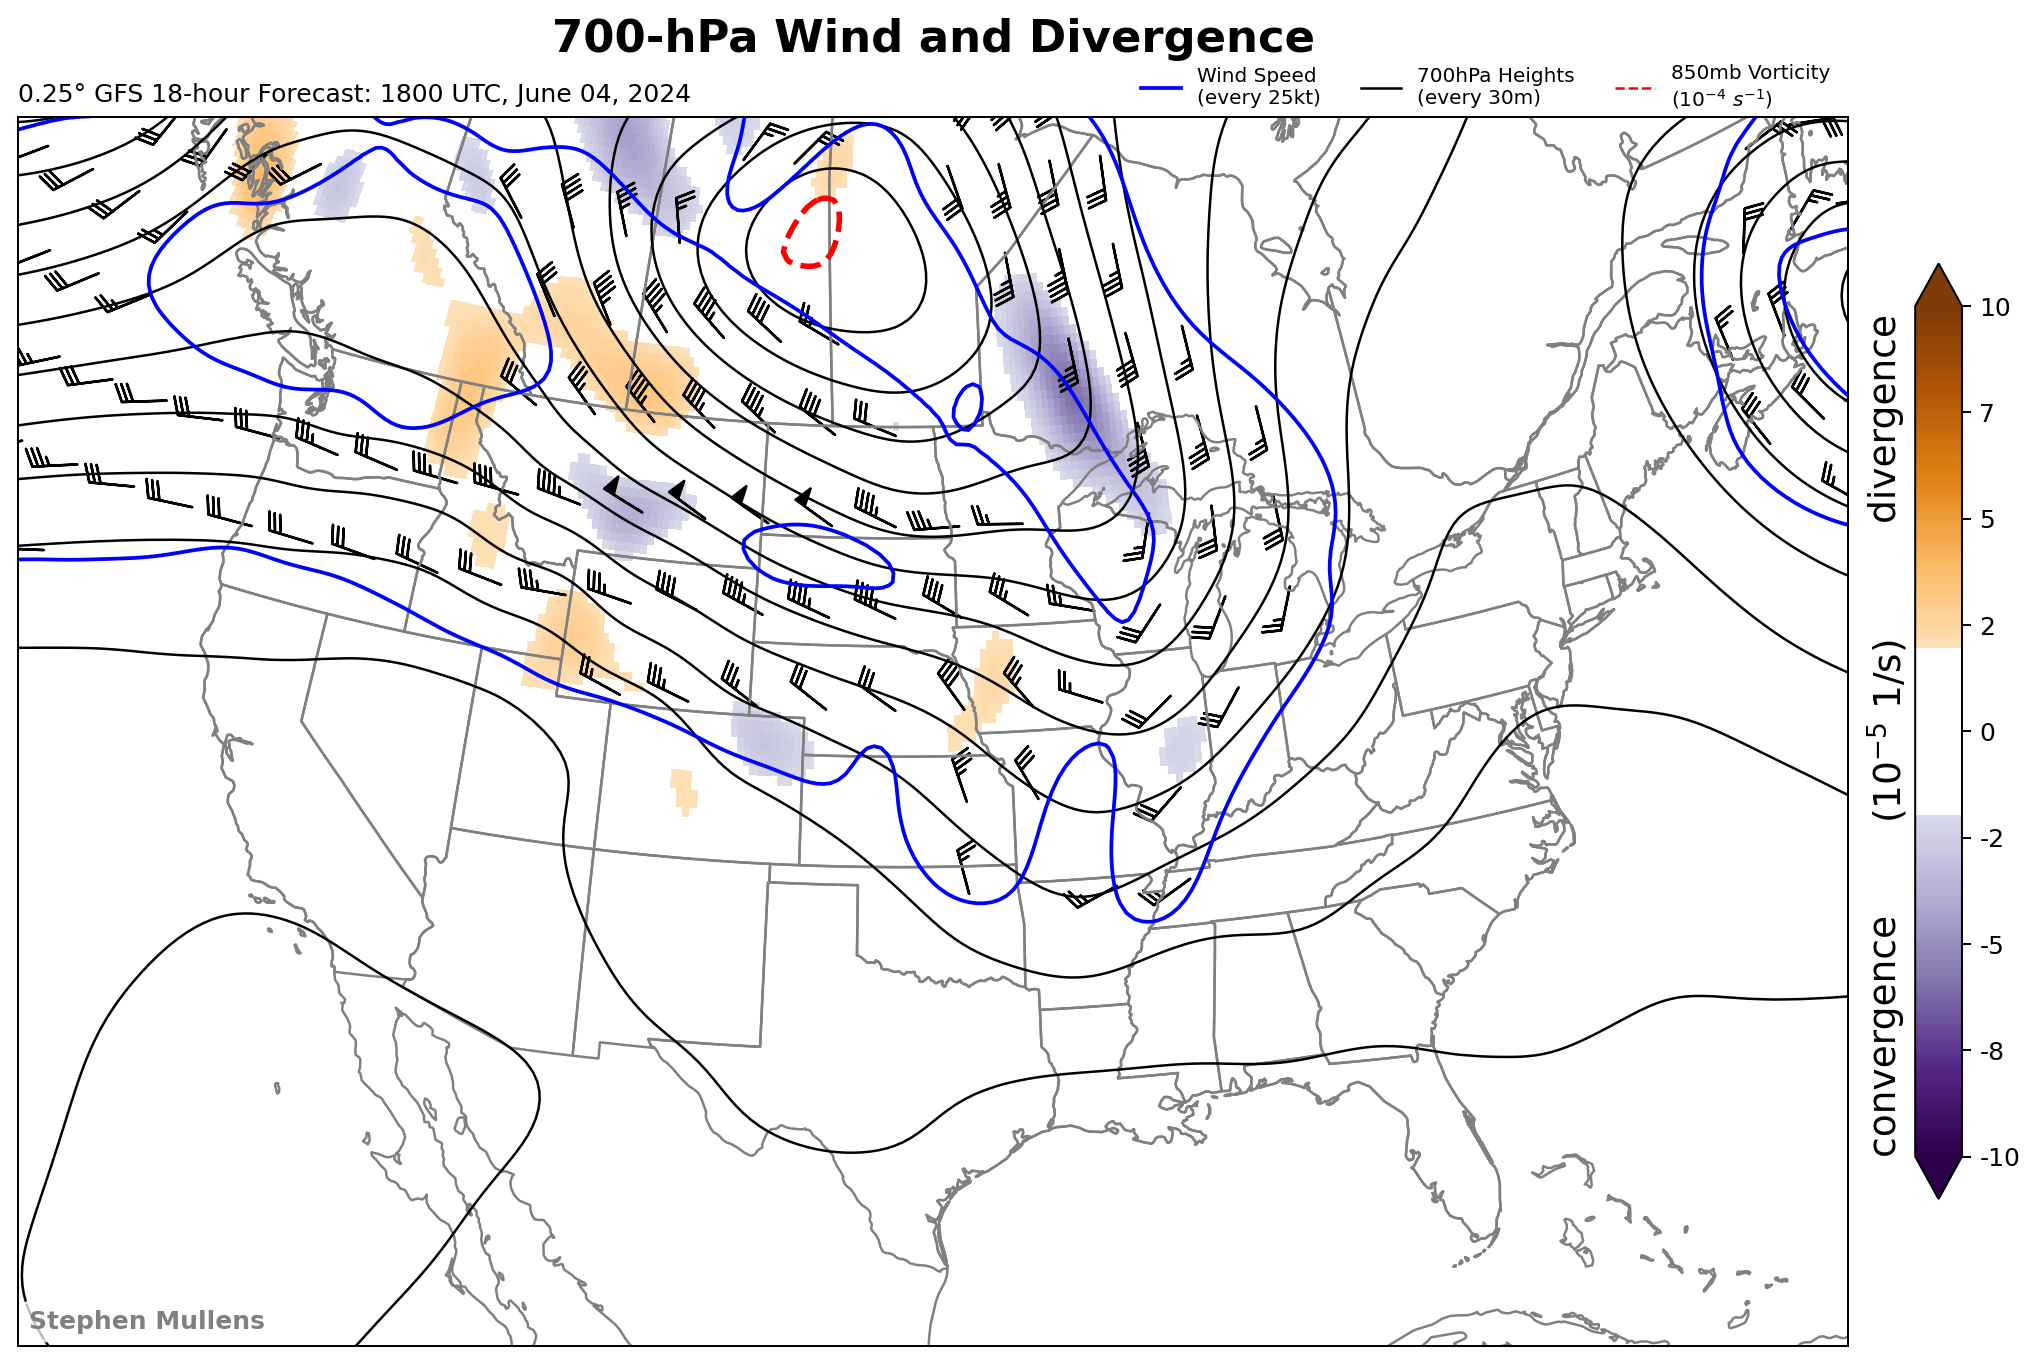 700-hPa Wind and Divergence
0.25° GFS 18-hour Forecast: 1800 UTC, June 04, 2024
Wind Speed
(every 25kt)
700hPa Heights
(every 30m)
850mb Vorticity
(10⁻⁴ s⁻¹)
10
7
5
2
0
-2
-5
-8
-10
convergence (10⁻⁵ 1/s) divergence
Stephen Mullens